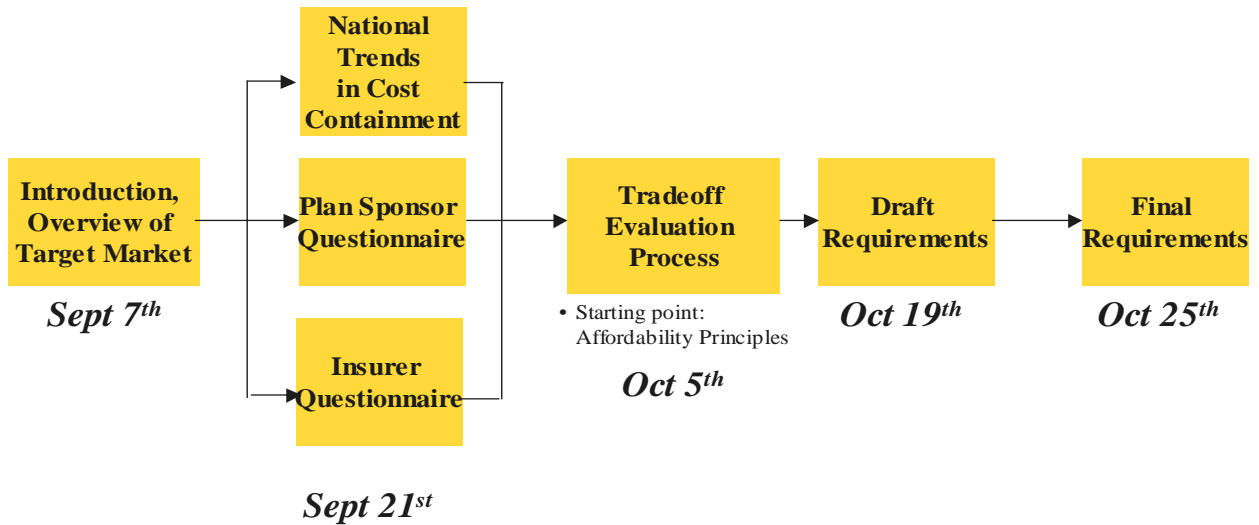 Introduction,
Overview of
Target Market
Sept 7th
National
Trends
in Cost
Containment
Plan Sponsor
Questionnaire
Insurer
Questionnaire
Sept 21st
Tradeoff
Evaluation
Process
• Starting point:
Affordability Principles
Oct 5th
Draft
Requirements
Oct 19th
Final
Requirements
Oct 25th